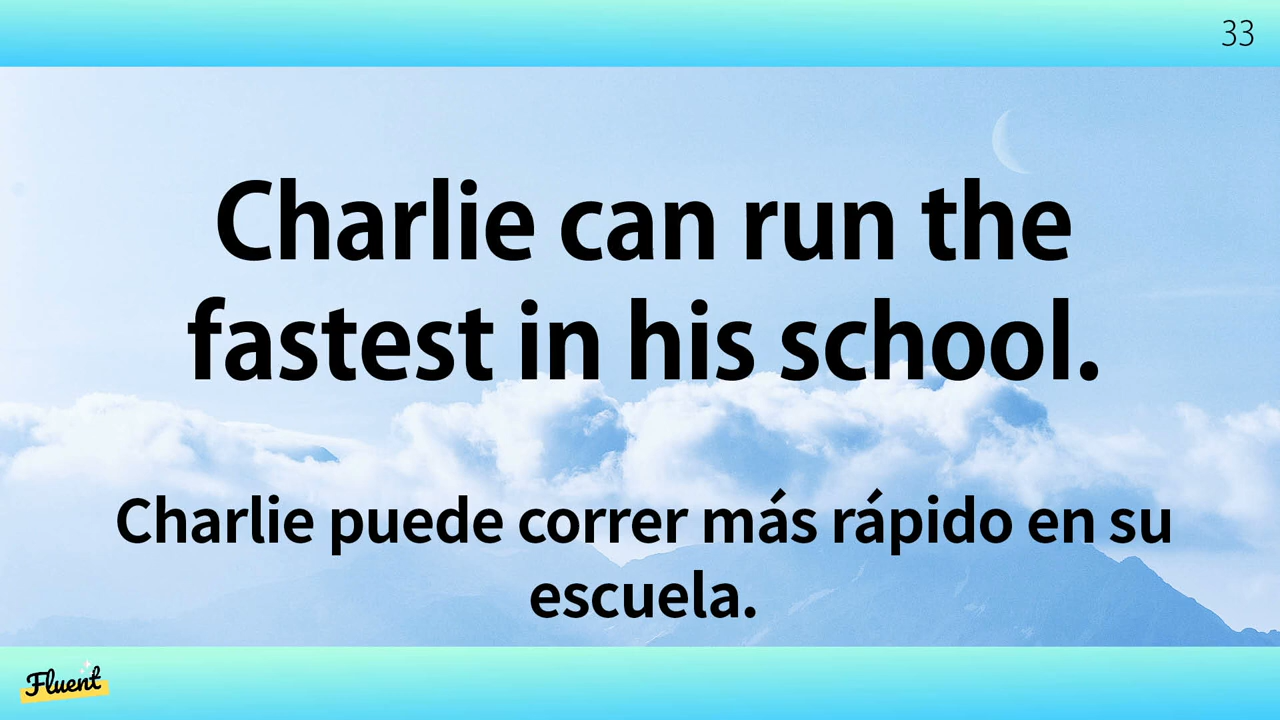 33
Charlie can run the
fastest in his school.
Charlie puede correr más rápido en su
escuela.
Fluent